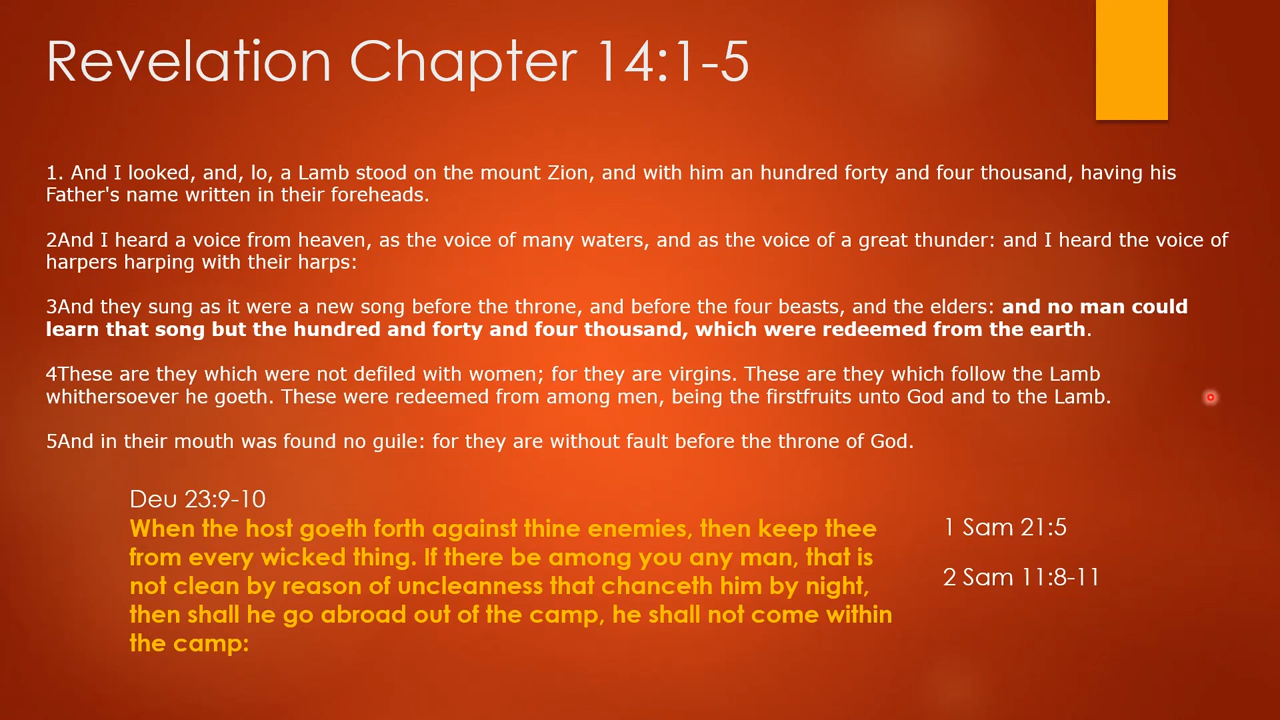 Revelation Chapter 14:1-5
1. And I looked, and, lo, a Lamb stood on the mount Zion, and with him an hundred forty and four thousand, having his
Father's name written in their foreheads.
2And I heard a voice from heaven, as the voice of many waters, and as the voice of a great thunder: and I heard the voice of
harpers harping with their harps:
3And they sung as it were a new song before the throne, and before the four beasts, and the elders: and no man could
learn that song but the hundred and forty and four thousand, which were redeemed from the earth.
4These are they which were not defiled with women; for they are virgins. These are they which follow the Lamb
whithersoever he goeth. These were redeemed from among men, being the firstfruits unto God and to the Lamb.
5And in their mouth was found no guile: for they are without fault before the throne of God.
Deu 23:9-10
When the host goeth forth against thine enemies, then keep thee
from every wicked thing. If there be among you any man, that is
not clean by reason of uncleanness that chanceth him by night,
then shall he go abroad out of the camp, he shall not come within
the camp:
1 Sam 21:5
2 Sam 11:8-11